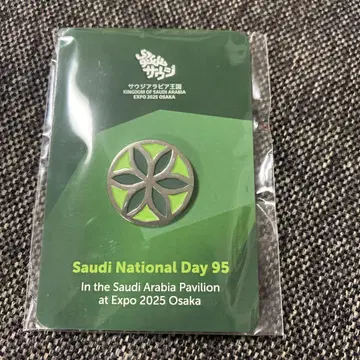 サウジアラビア王国
KINGDOM OF SAUDI ARABIA
EXPO 2025 OSAKA
Saudi National Day 95
In the Saudi Arabia Pavilion
at Expo 2025 Osaka